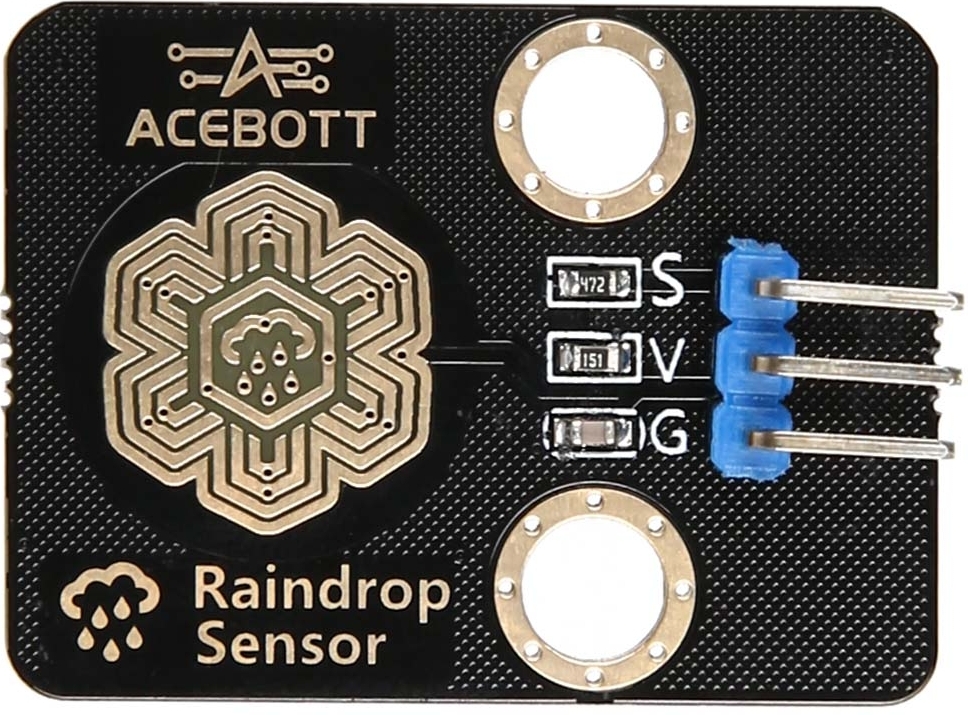 ACEBOTT
472 S
151 V
G
Raindrop
Sensor